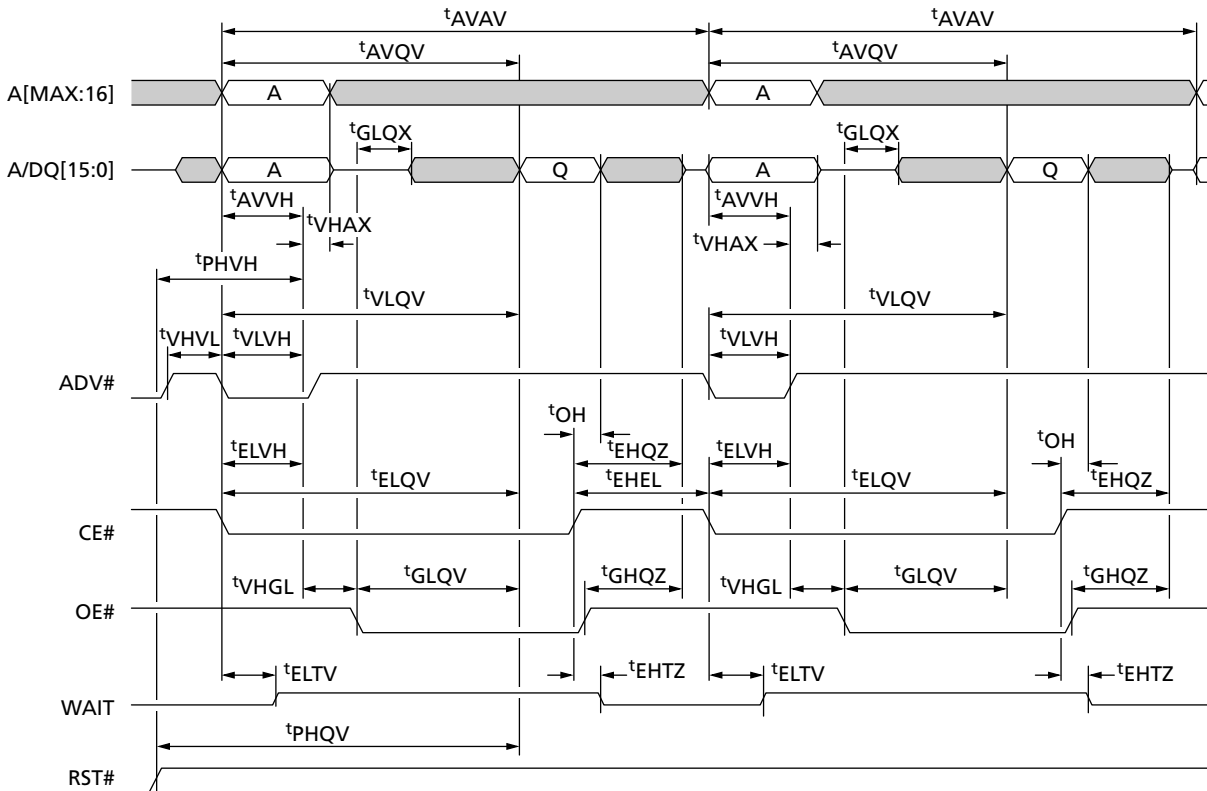 tAVAV tAVAV
tAVQV tAVQV
A[MAX:16] A A
tGLQX tGLQX
A/DQ[15:0] A Q A Q
tAVVH tAVVH
tVHAX tVHAX
tPHVH
tVLQV tVLQV
tVHVL tVLVH tVLVH
ADV#
tOH tOH
tELVH tEHQZ tELVH
tELQV tEHEL tELQV tEHQZ
CE#
tVHGL tGLQV tGHQZ tVHGL tGLQV tGHQZ
OE#
tELTV tEHTZ tELTV tEHTZ
WAIT
tPHQV
RST#